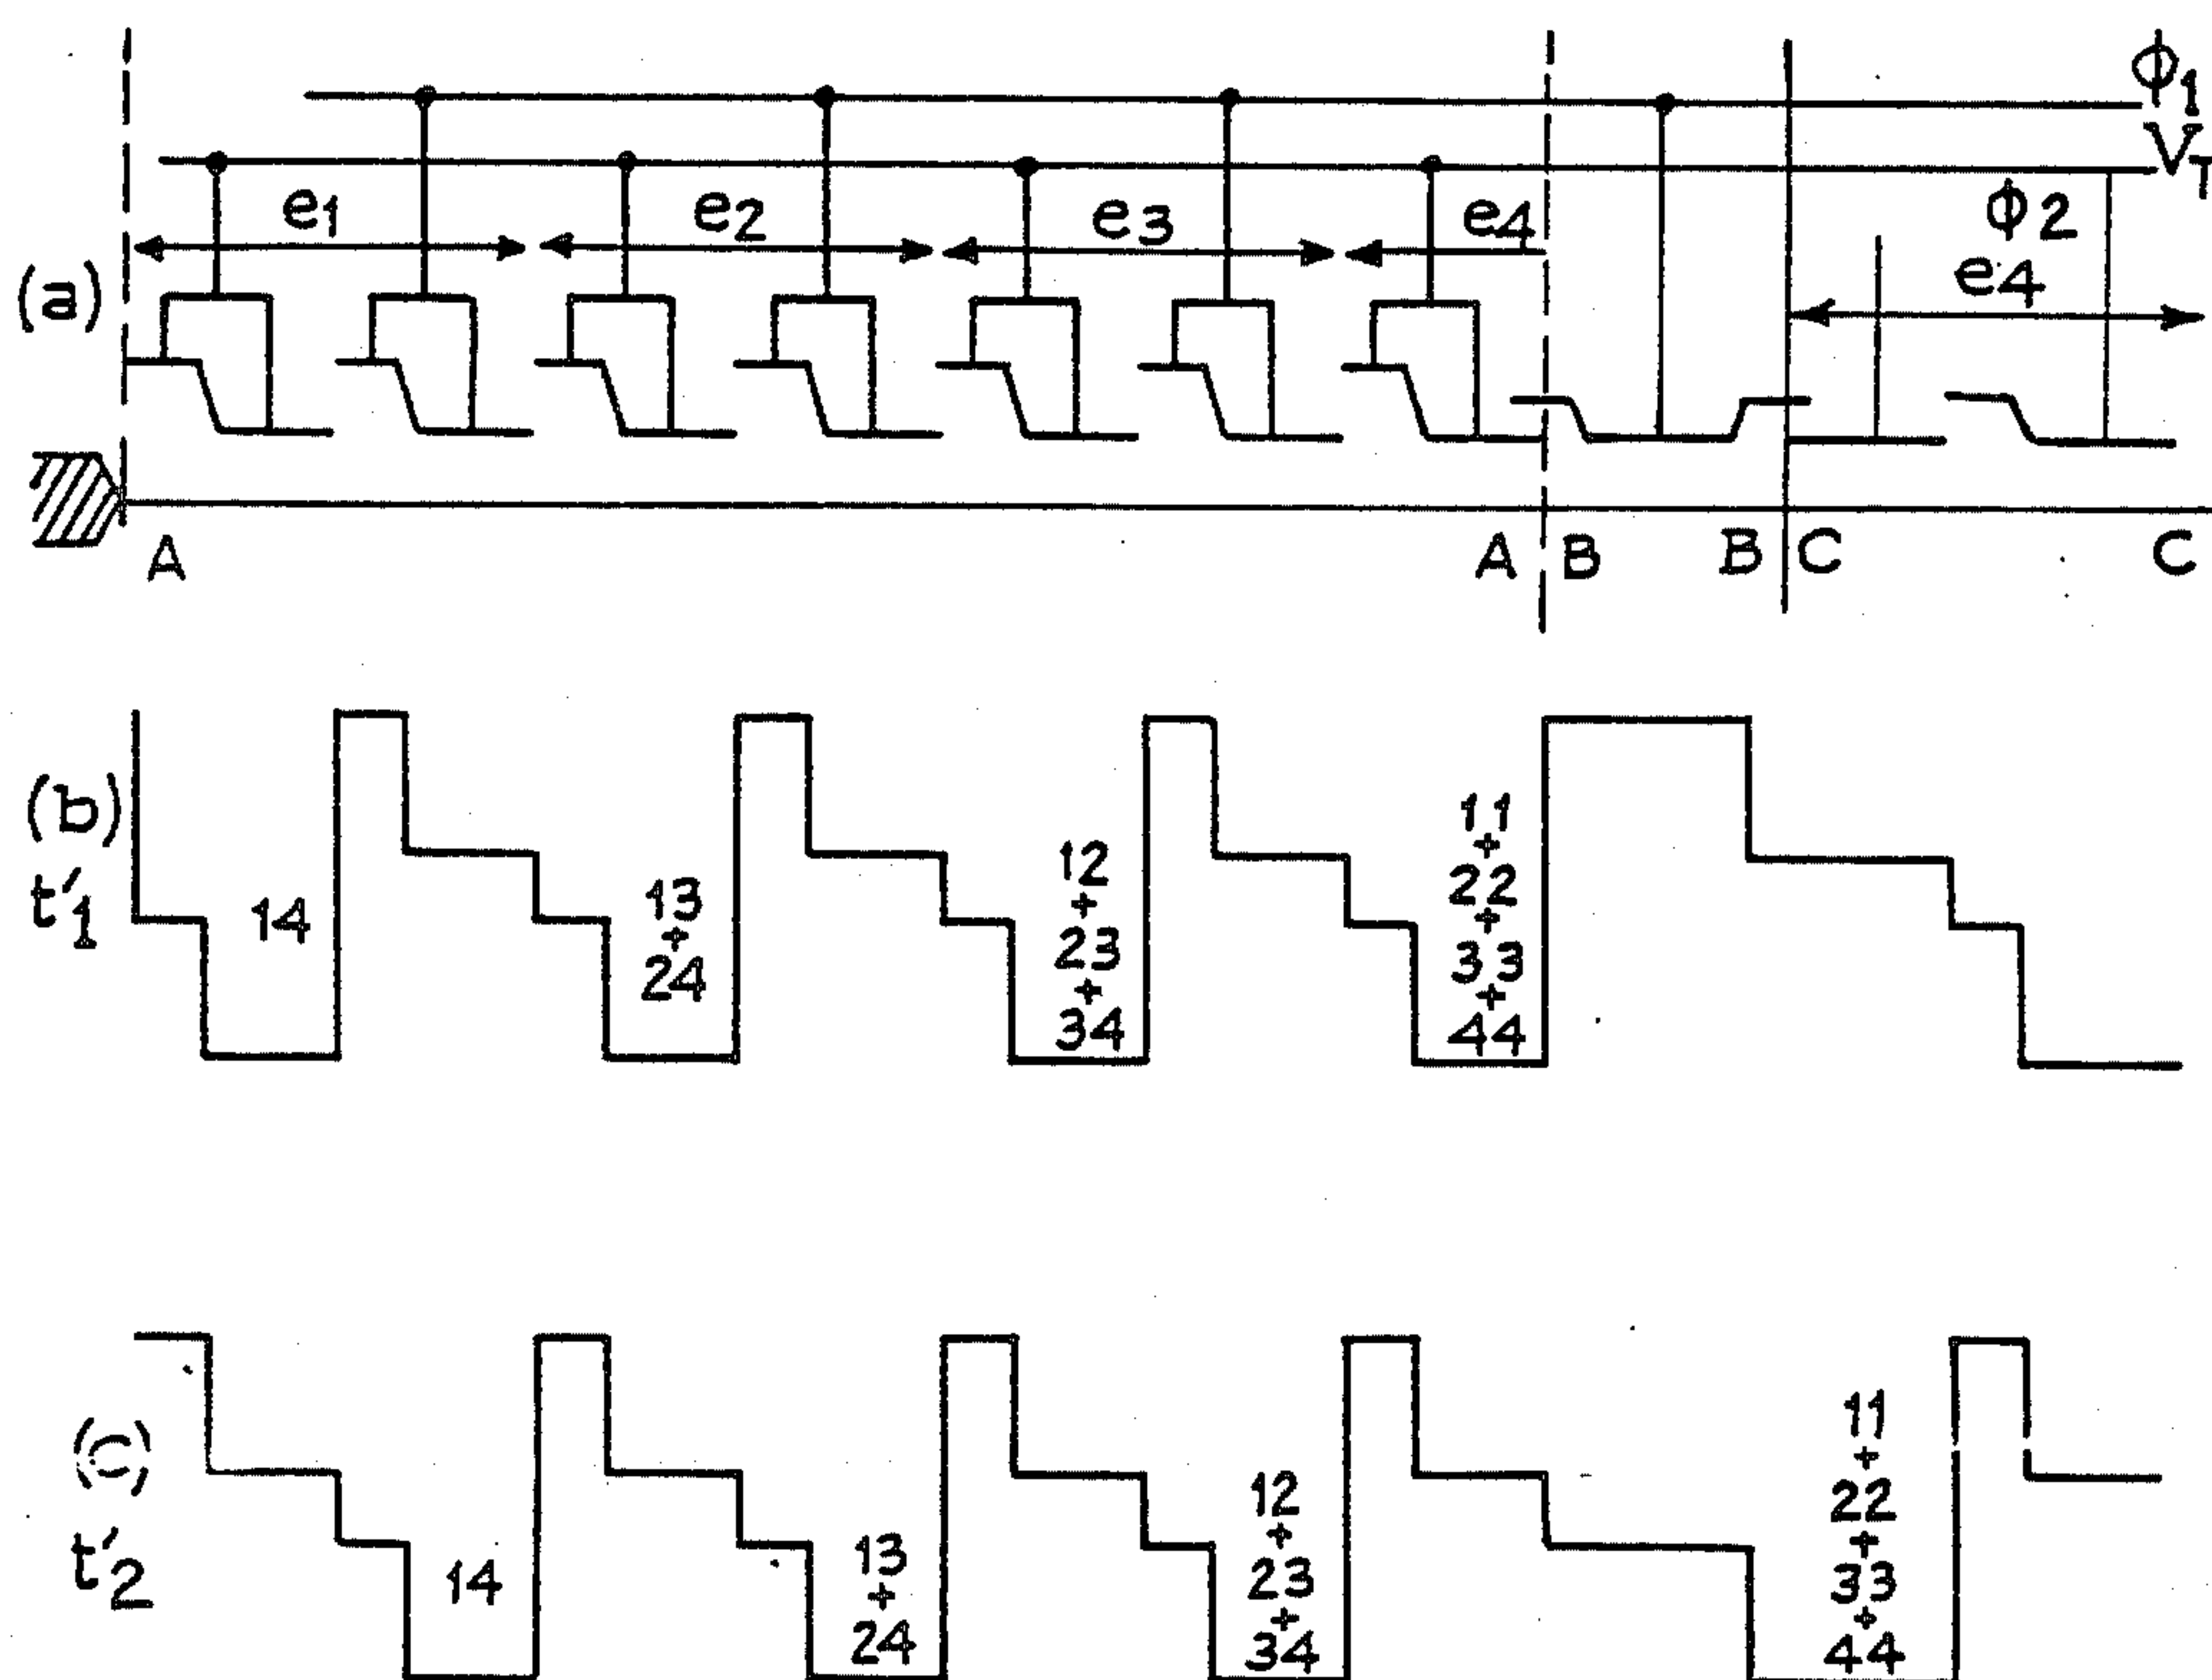 ϕ1
VT
e1
e2
e3
e4
ϕ2
e4
(a)
A
A
B
B
C
C
(b)
t'1
14
13
+
24
12
+
23
+
34
11
+
22
+
33
+
44
(c)
t'2
14
13
+
24
12
+
23
+
34
11
+
22
+
33
+
44